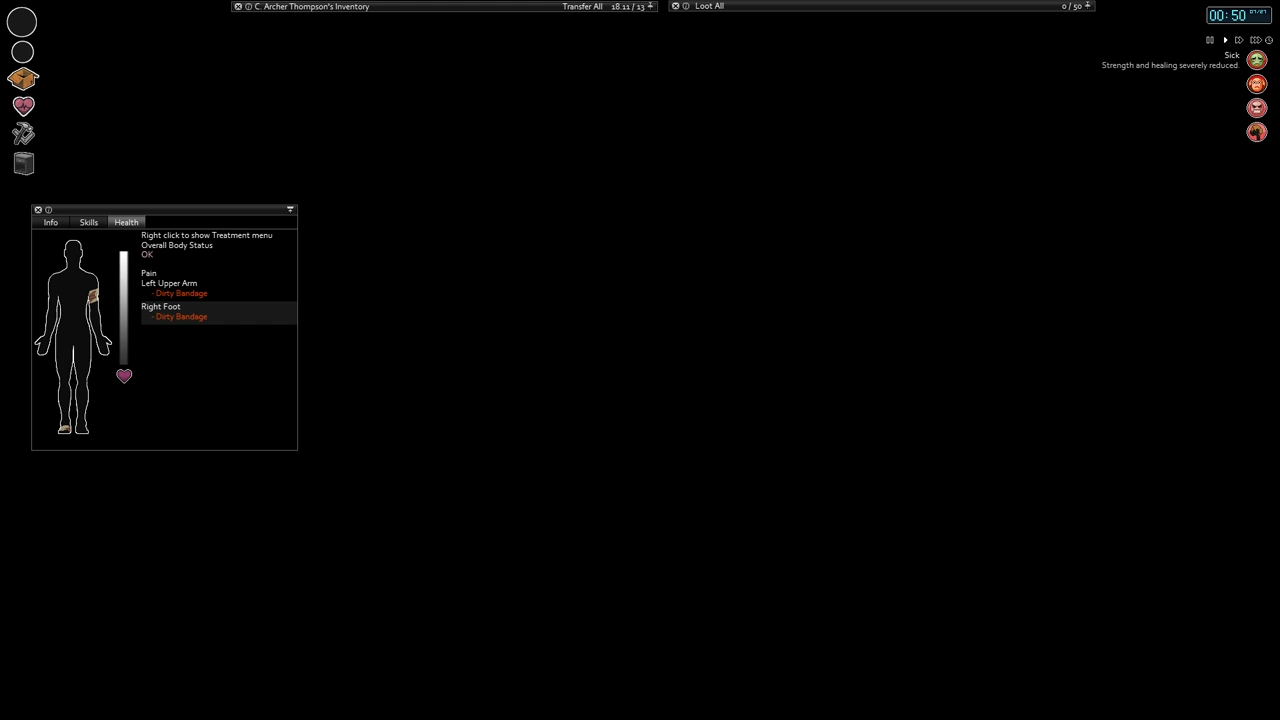 C. Archer Thompson's Inventory
Transfer All
18.11 / 13
Loot All
0 / 50
00:50
Sick
Strength and healing severely reduced.
Info
Skills
Health
Right click to show Treatment menu
Overall Body Status
OK
Pain
Left Upper Arm
- Dirty Bandage
Right Foot
- Dirty Bandage